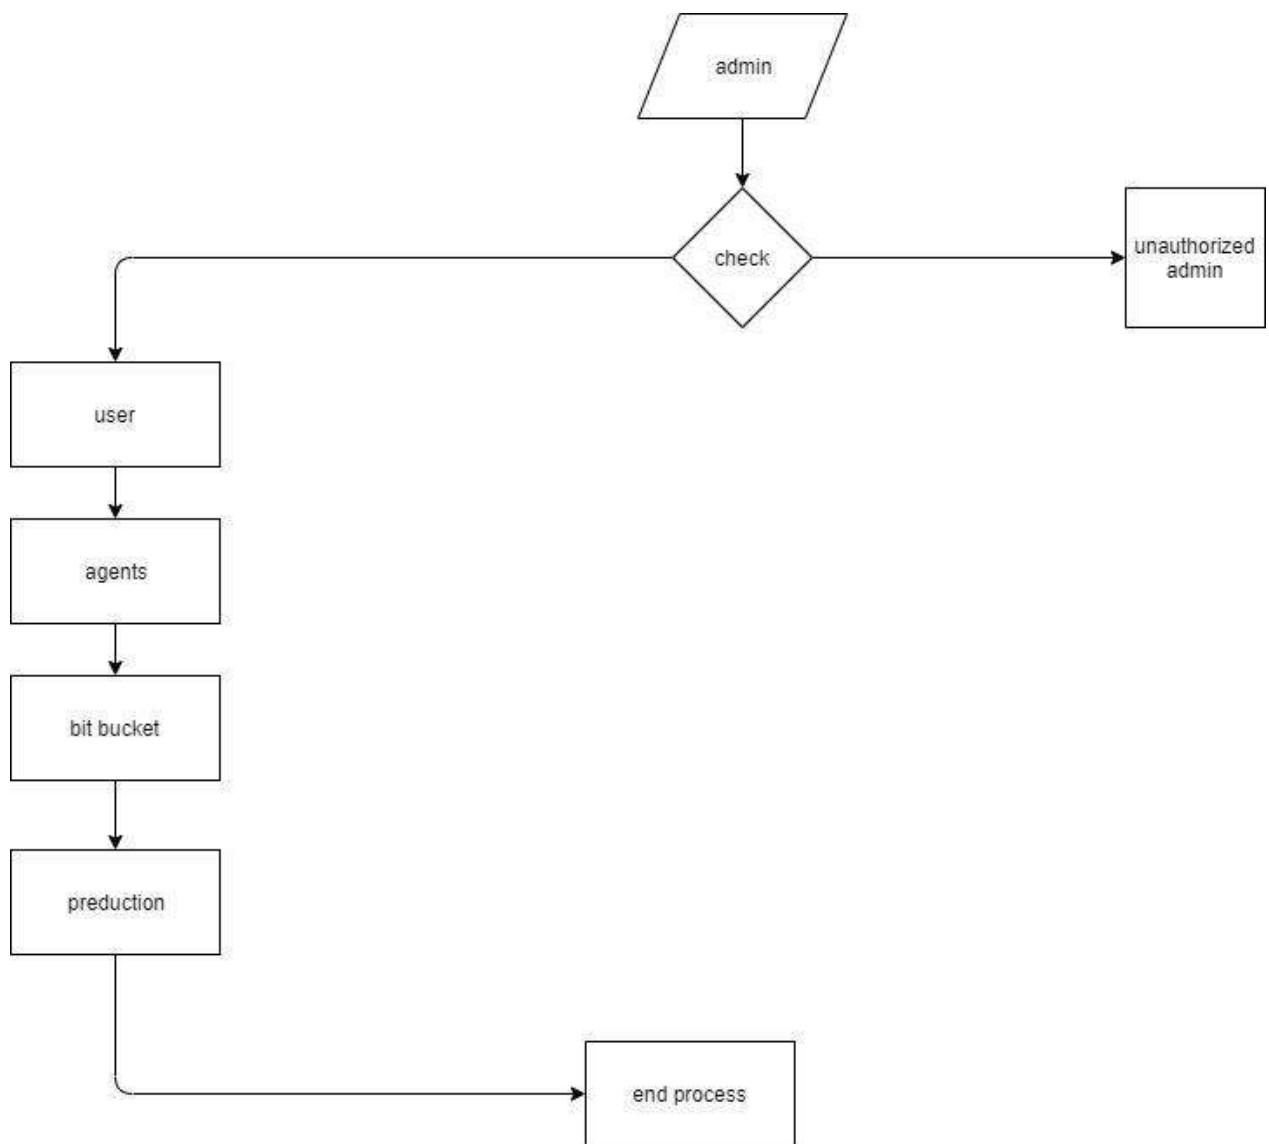 admin
check
unauthorized
admin
user
agents
bit bucket
preduction
end process